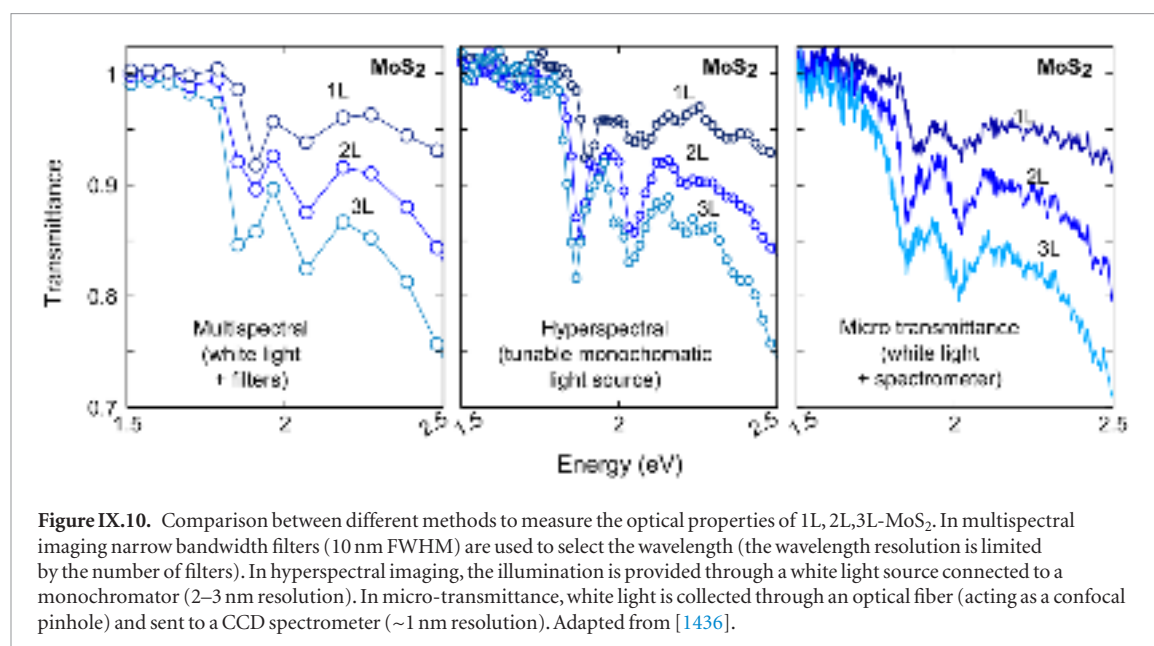 MoS₂ MoS₂ MoS₂
1
1L 1L 1L
2L 2L 2L
0.9
3L 3L 3L
Transmittance
0.8
Multispectral
(white light
+ filters)
Hyperspectral
(tunable monochomatic
light source)
Micro transmittance
(white light
+ spectrometer)
0.7
1.5 2 2.5 1.5 2 2.5 1.5 2 2.5
Energy (eV)
Figure IX.10. Comparison between different methods to measure the optical properties of 1L, 2L,3L-MoS₂. In multispectral
imaging narrow bandwidth filters (10 nm FWHM) are used to select the wavelength (the wavelength resolution is limited
by the number of filters). In hyperspectral imaging, the illumination is provided through a white light source connected to a
monochromator (2–3 nm resolution). In micro-transmittance, white light is collected through an optical fiber (acting as a confocal
pinhole) and sent to a CCD spectrometer (~1 nm resolution). Adapted from [1436].